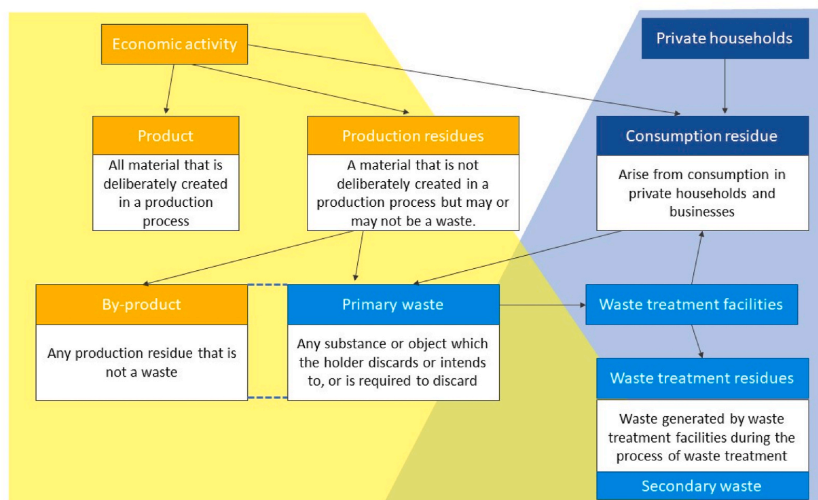 Economic activity
Private households
Product
All material that is
deliberately created
in a production
process
Production residues
A material that is not
deliberately created in a
production process but may or
may not be a waste.
Consumption residue
Arise from consumption in
private households and
businesses
By-product
Any production residue that is
not a waste
Primary waste
Any substance or object which
the holder discards or intends
to, or is required to discard
Waste treatment facilities
Waste treatment residues
Waste generated by waste
treatment facilities during the
process of waste treatment
Secondary waste